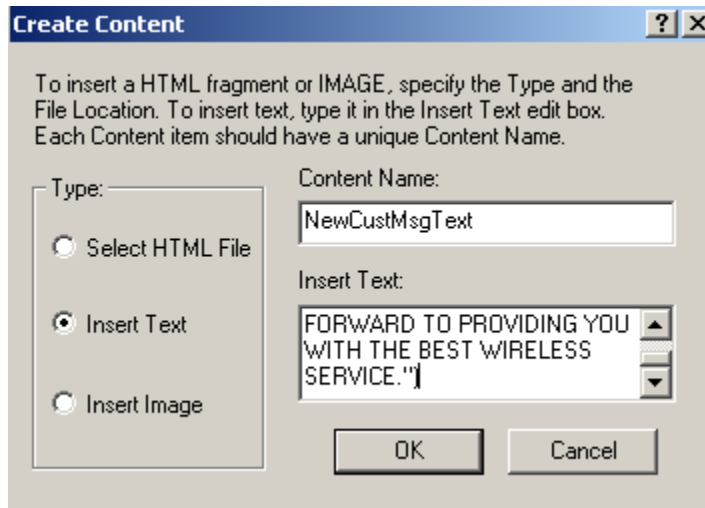 Create Content
To insert a HTML fragment or IMAGE, specify the Type and the
File Location. To insert text, type it in the Insert Text edit box.
Each Content item should have a unique Content Name.
Type:
Select HTML File
Insert Text
Insert Image
Content Name:
NewCustMsgText
Insert Text:
FORWARD TO PROVIDING YOU
WITH THE BEST WIRELESS
SERVICE.")
OK
Cancel